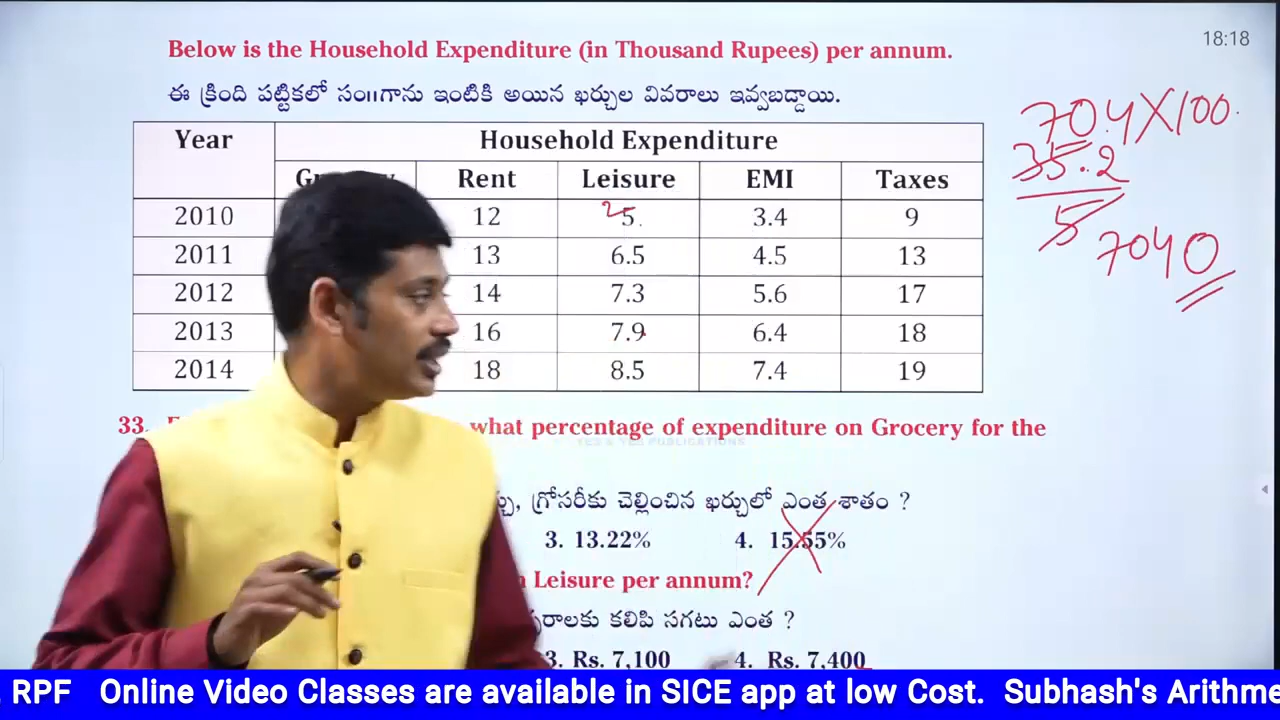 18:18
Below is the Household Expenditure (in Thousand Rupees) per annum.
ఈ క్రింది పట్టికలో సం॥గాను ఇంటికి అయిన ఖర్చుల వివరాలు ఇవ్వబడ్డాయి.
Year Household Expenditure
Rent Leisure EMI Taxes
2010 12 5 3.4 9
2011 13 6.5 4.5 13
2012 14 7.3 5.6 17
2013 16 7.9 6.4 18
2014 18 8.5 7.4 19
70.4X100
35.2
5
7040
33. what percentage of expenditure on Grocery for the
YES & YES PUBLICATIONS
గ్రోసరీకు చెల్లించిన ఖర్చులో ఎంత శాతం ?
3. 13.22% 4. 15.55%
Leisure per annum?
కలిపి సగటు ఎంత ?
3. Rs. 7,100 4. Rs. 7,400
RPF Online Video Classes are available in SICE app at low Cost. Subhash's Arithme